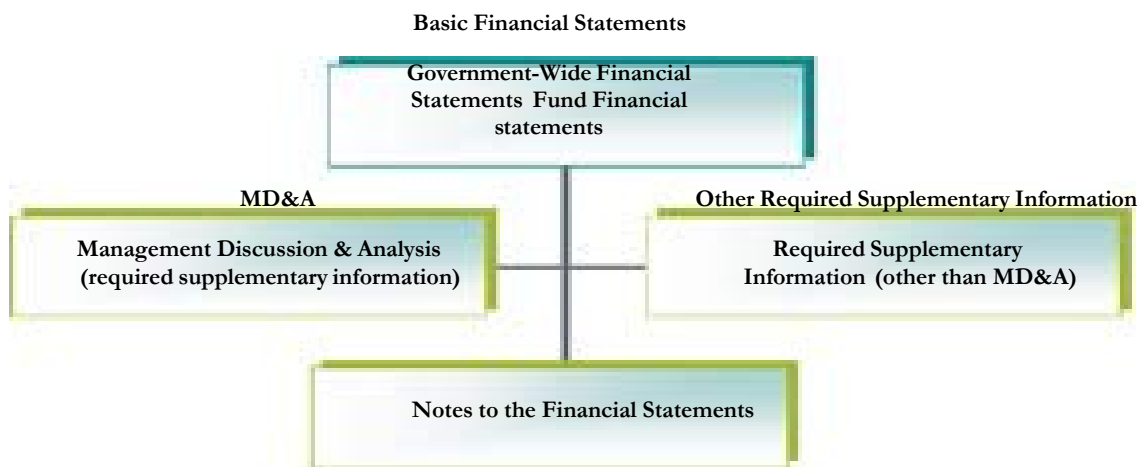 Basic Financial Statements
Government-Wide Financial
Statements Fund Financial
statements
MD&A
Management Discussion & Analysis
(required supplementary information)
Other Required Supplementary Information
Required Supplementary
Information (other than MD&A)
Notes to the Financial Statements